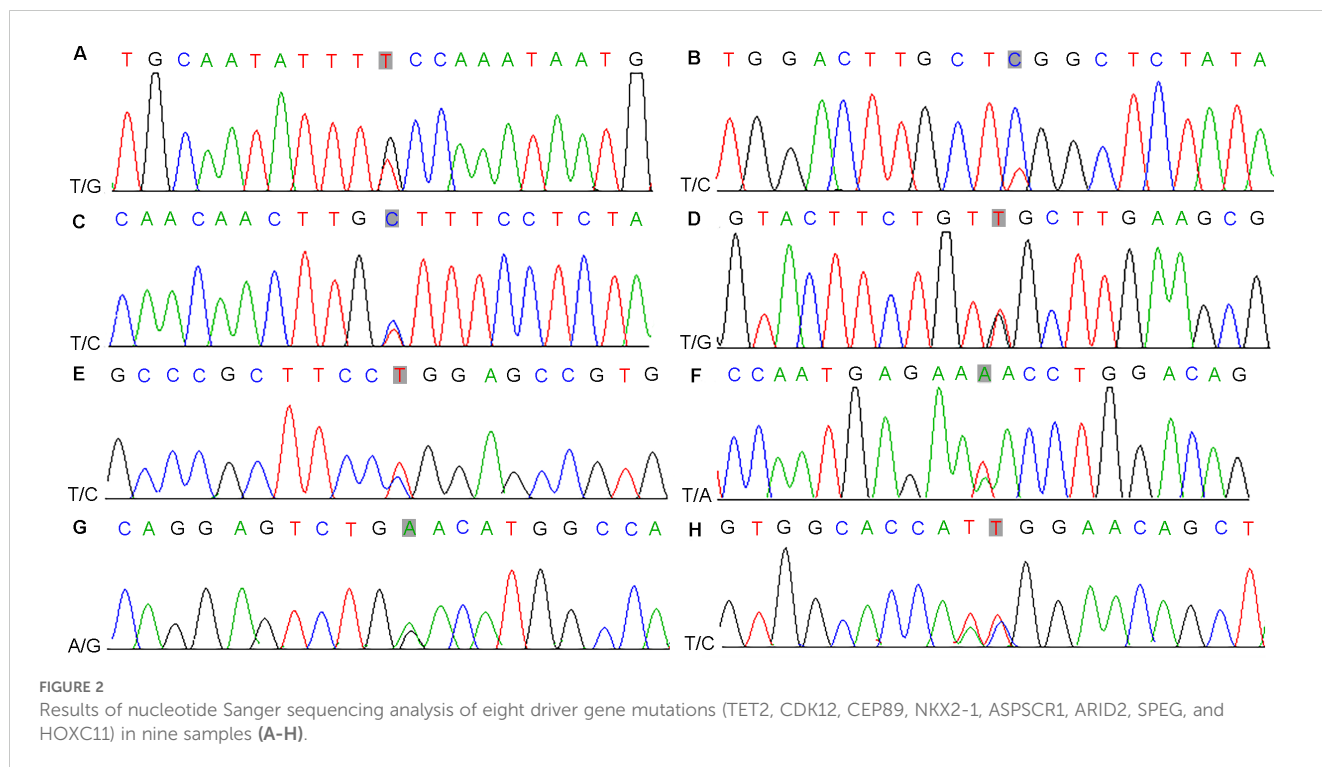 A T G C A A T A T T T T C C A A A T A A T G
T/G
B T G G A C T T G C T C G G C T C T A T A
T/C
C C A A C A A C T T G C T T T C C T C T A
T/C
D G T A C T T C T G T T G C T T G A A G C G
T/G
E G C C C G C T T C C T G G A G C C G T G
T/C
F C C A A T G A G A A A A C C T G G A C A G
T/A
G C A G G A G T C T G A A C A T G G C C A
A/G
H G T G G C A C C A T T G G A A C A G C T
T/C
FIGURE 2
Results of nucleotide Sanger sequencing analysis of eight driver gene mutations (TET2, CDK12, CEP89, NKX2-1, ASPSCR1, ARID2, SPEG, and
HOXC11) in nine samples (A-H).